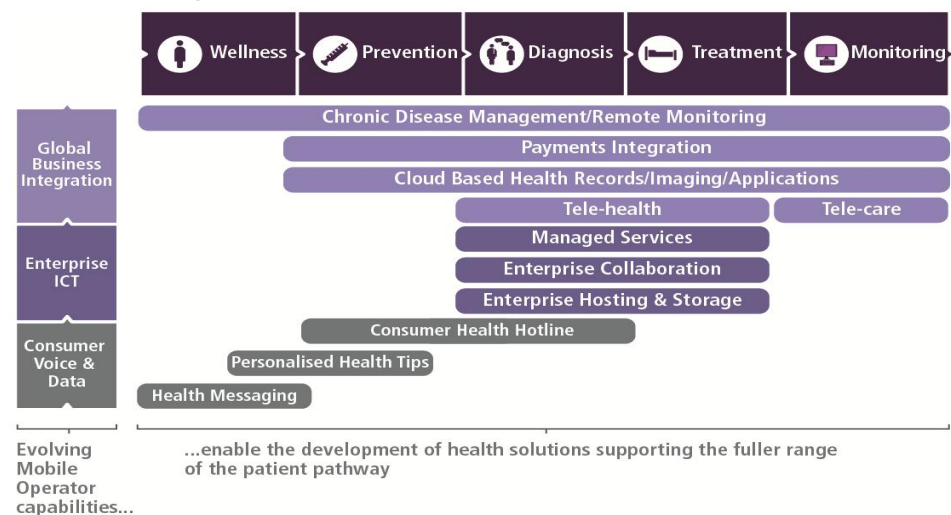 Wellness
Prevention
Diagnosis
Treatment
Monitoring
Global
Business
Integration
Chronic Disease Management/Remote Monitoring
Payments Integration
Cloud Based Health Records/Imaging/Applications
Tele-health
Tele-care
Enterprise
ICT
Managed Services
Enterprise Collaboration
Enterprise Hosting & Storage
Consumer
Voice &
Data
Consumer Health Hotline
Personalised Health Tips
Health Messaging
Evolving
Mobile
Operator
capabilities...
...enable the development of health solutions supporting the fuller range
of the patient pathway